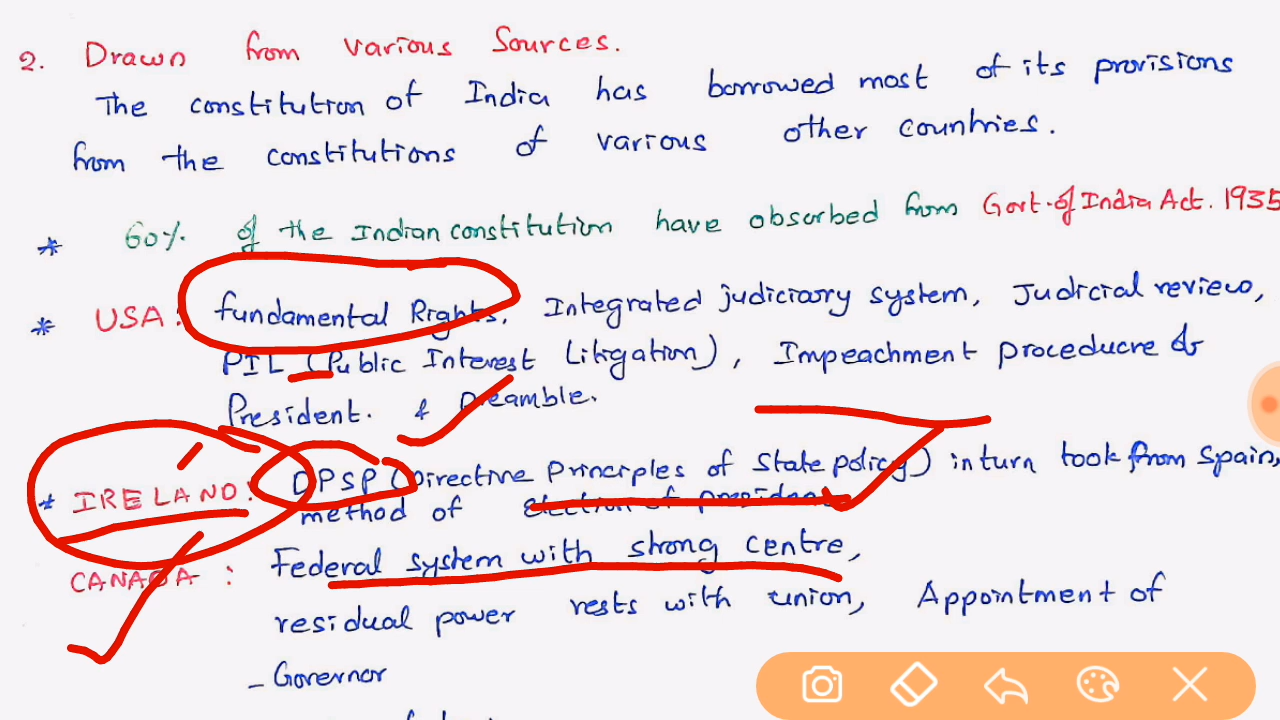 2. Drawn from various Sources.
The constitution of India has borrowed most of its provisions
from the constitutions of various other countries.
* 60% of the Indian constitution have absorbed from Govt. of India Act. 1935
* USA: fundamental Rights, Integrated judiciary system, Judicial review,
PIL (Public Interest Litigation), Impeachment proceducre do
President. & Preamble.
* IRELAND: DPSP (Directive Principles of State policy) in turn took from Spain,
method of Election of president
CANADA: Federal system with strong centre,
residual power rests with union, Appointment of
- Governor